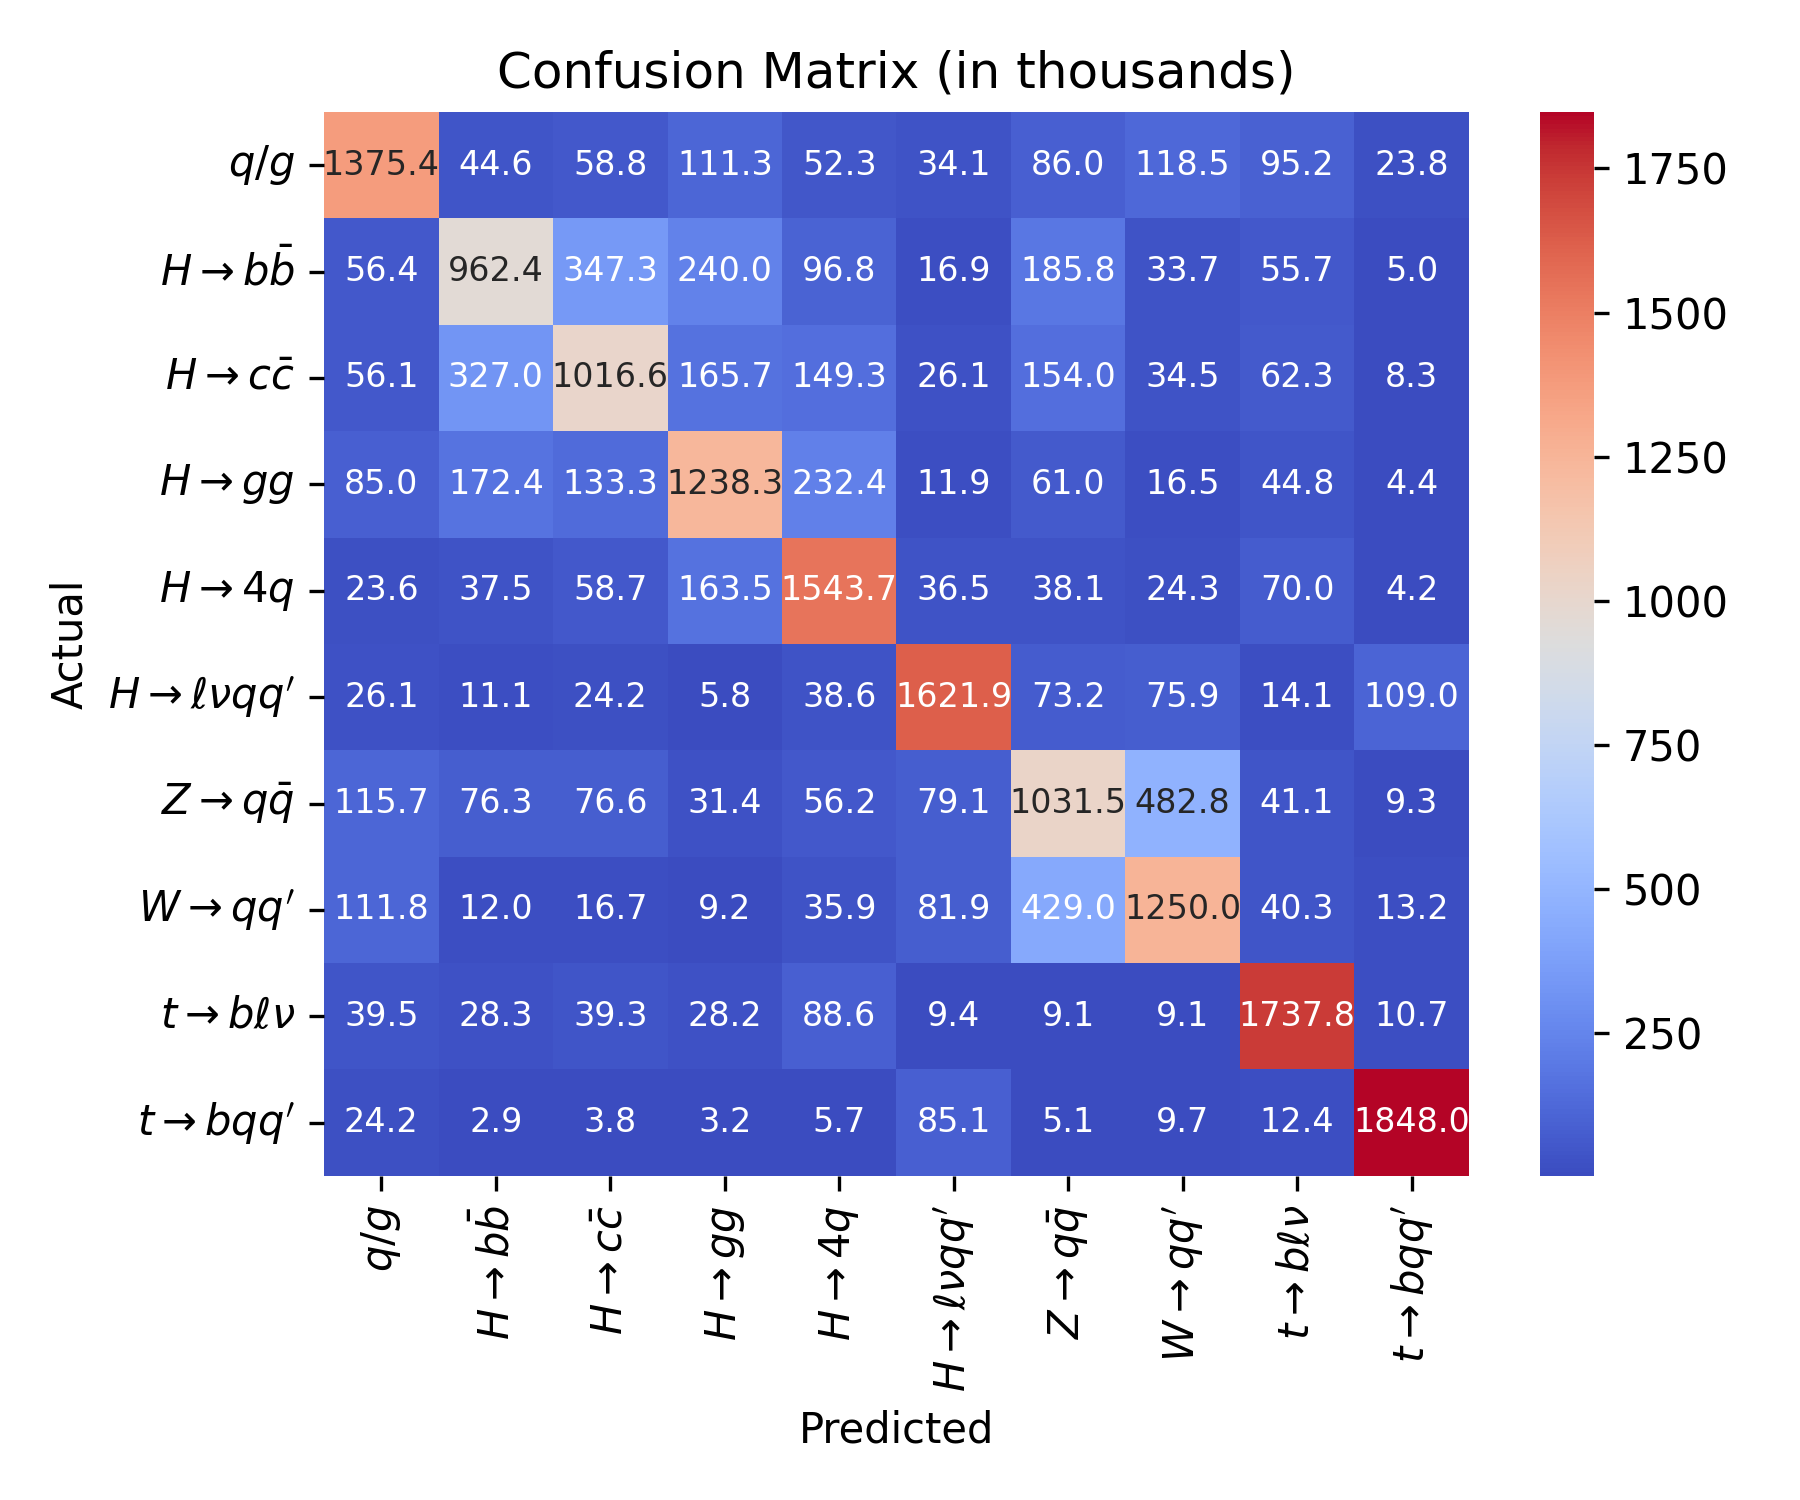 Confusion Matrix (in thousands)
q/g 1375.4 44.6 58.8 111.3 52.3 34.1 86.0 118.5 95.2 23.8
H→bb̄ 56.4 962.4 347.3 240.0 96.8 16.9 185.8 33.7 55.7 5.0
H→cc̄ 56.1 327.0 1016.6 165.7 149.3 26.1 154.0 34.5 62.3 8.3
H→gg 85.0 172.4 133.3 1238.3 232.4 11.9 61.0 16.5 44.8 4.4
H→4q 23.6 37.5 58.7 163.5 1543.7 36.5 38.1 24.3 70.0 4.2
H→ℓνqq′ 26.1 11.1 24.2 5.8 38.6 1621.9 73.2 75.9 14.1 109.0
Z→qq̄ 115.7 76.3 76.6 31.4 56.2 79.1 1031.5 482.8 41.1 9.3
W→qq′ 111.8 12.0 16.7 9.2 35.9 81.9 429.0 1250.0 40.3 13.2
t→bℓν 39.5 28.3 39.3 28.2 88.6 9.4 9.1 9.1 1737.8 10.7
t→bqq′ 24.2 2.9 3.8 3.2 5.7 85.1 5.1 9.7 12.4 1848.0
Actual
q/g H→bb̄ H→cc̄ H→gg H→4q H→ℓνqq′ Z→qq̄ W→qq′ t→bℓν t→bqq′
Predicted
1750
1500
1250
1000
750
500
250